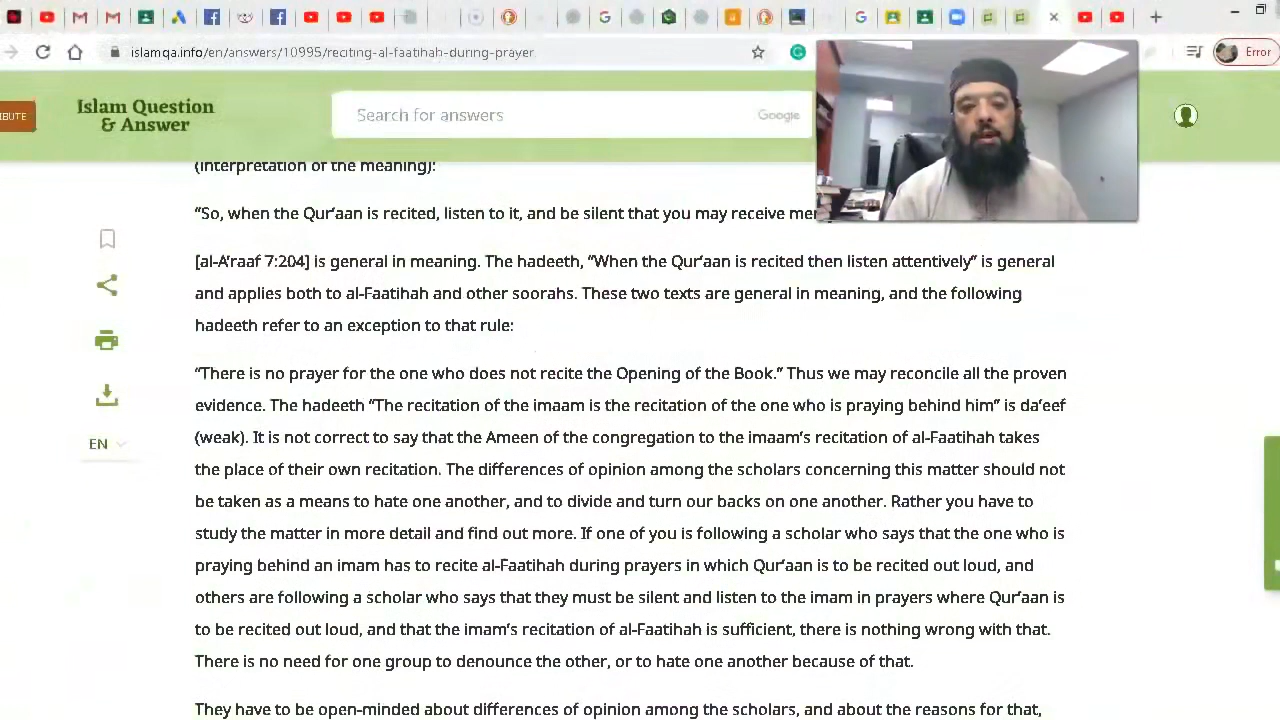 islamqa.info/en/answers/10995/reciting-al-faatihah-during-prayer
Error
IBUTE
Islam Question
& Answer
Search for answers
Google
(interpretation of the meaning):
“So, when the Qur’aan is recited, listen to it, and be silent that you may receive
[al-A’raaf 7:204] is general in meaning. The hadeeth, “When the Qur’aan is recited then listen attentively” is general
and applies both to al-Faatihah and other soorahs. These two texts are general in meaning, and the following
hadeeth refer to an exception to that rule:
“There is no prayer for the one who does not recite the Opening of the Book.” Thus we may reconcile all the proven
evidence. The hadeeth “The recitation of the imaam is the recitation of the one who is praying behind him” is da’eef
(weak). It is not correct to say that the Ameen of the congregation to the imaam’s recitation of al-Faatihah takes
the place of their own recitation. The differences of opinion among the scholars concerning this matter should not
be taken as a means to hate one another, and to divide and turn our backs on one another. Rather you have to
EN
study the matter in more detail and find out more. If one of you is following a scholar who says that the one who is
praying behind an imam has to recite al-Faatihah during prayers in which Qur’aan is to be recited out loud, and
others are following a scholar who says that they must be silent and listen to the imam in prayers where Qur’aan is
to be recited out loud, and that the imam’s recitation of al-Faatihah is sufficient, there is nothing wrong with that.
There is no need for one group to denounce the other, or to hate one another because of that.
They have to be open-minded about differences of opinion among the scholars, and about the reasons for that,